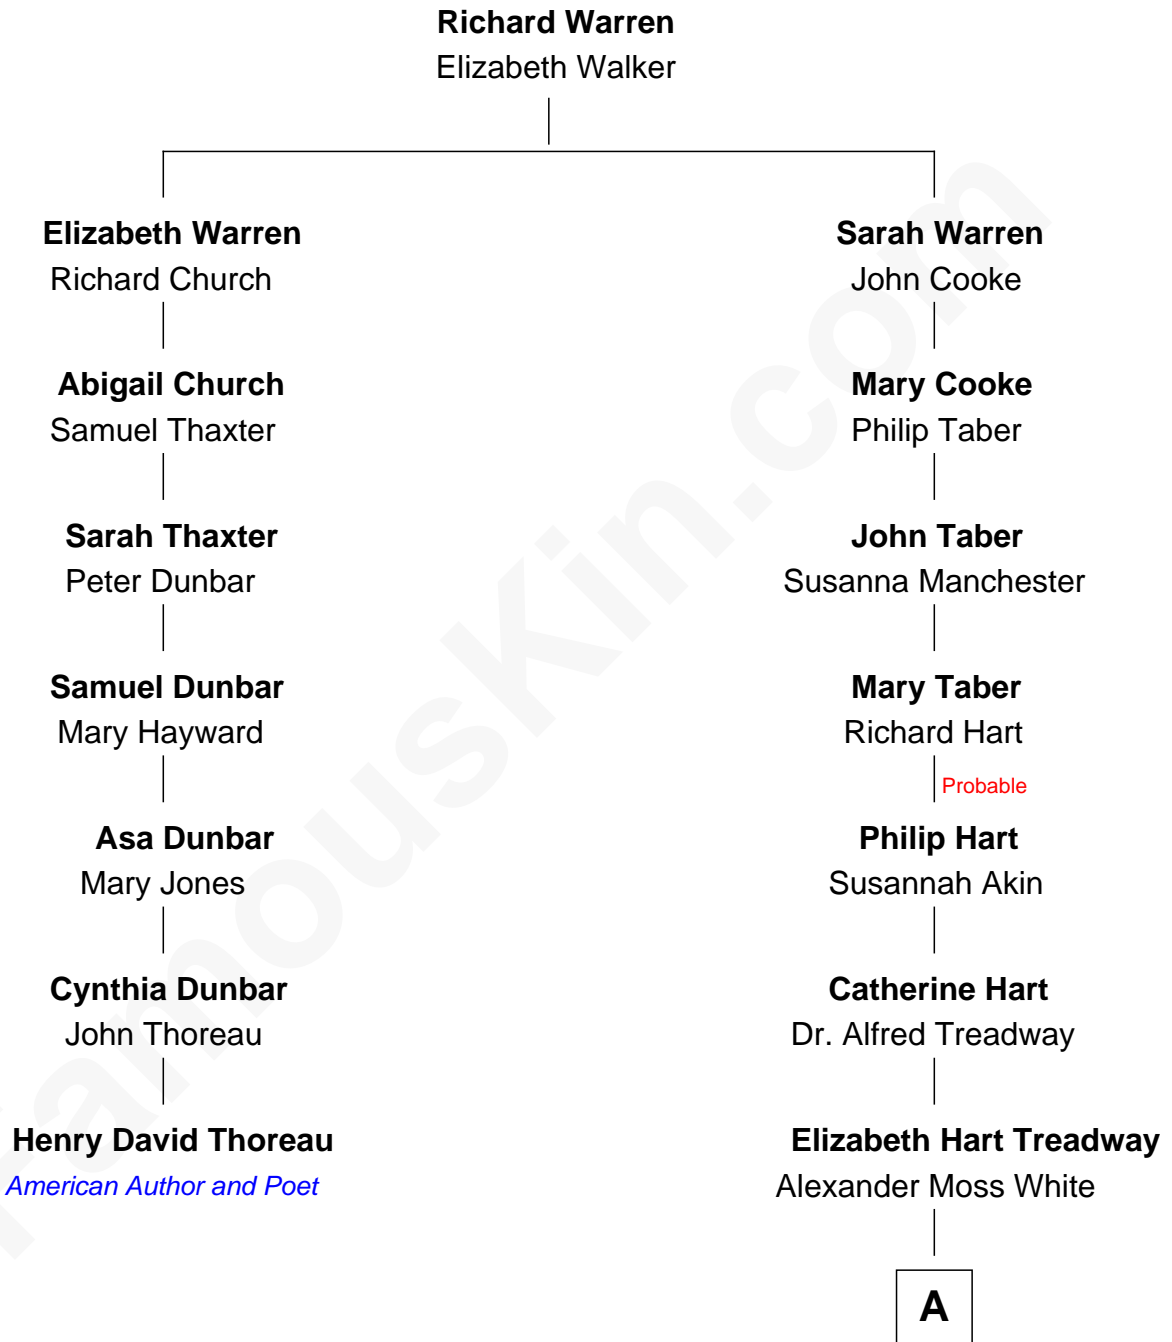 Richard Warren
Elizabeth Walker
Elizabeth Warren
Richard Church
Abigail Church
Samuel Thaxter
Sarah Thaxter
Peter Dunbar
Samuel Dunbar
Mary Hayward
Asa Dunbar
Mary Jones
Cynthia Dunbar
John Thoreau
Henry David Thoreau
American Author and Poet
Sarah Warren
John Cooke
Mary Cooke
Philip Taber
John Taber
Susanna Manchester
Mary Taber
Richard Hart
Probable
Philip Hart
Susannah Akin
Catherine Hart
Dr. Alfred Treadway
Elizabeth Hart Treadway
Alexander Moss White
A
FamousKin.com